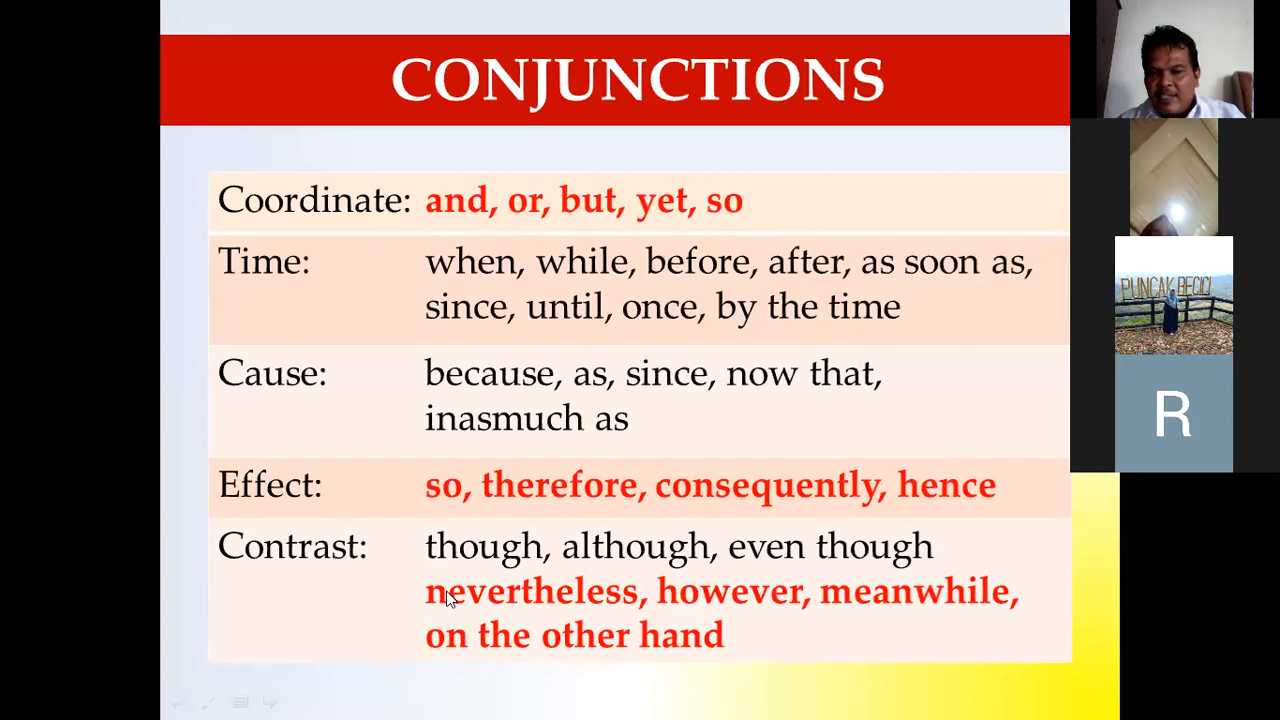 CONJUNCTIONS
Coordinate: and, or, but, yet, so
Time: when, while, before, after, as soon as,
since, until, once, by the time
Cause: because, as, since, now that,
inasmuch as
Effect: so, therefore, consequently, hence
Contrast: though, although, even though
nevertheless, however, meanwhile,
on the other hand
PUNCAK BECICI
R